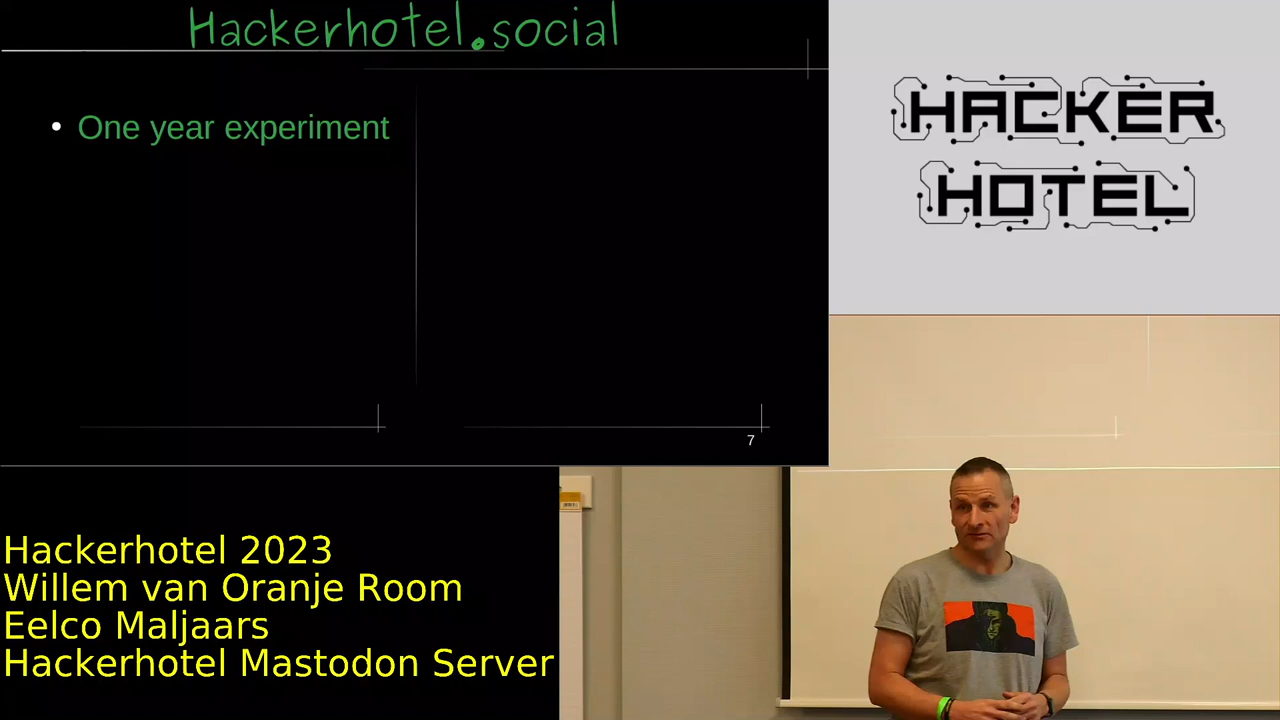 Hackerhotel.social
• One year experiment
7
HACKER
HOTEL
Hackerhotel 2023
Willem van Oranje Room
Eelco Maljaars
Hackerhotel Mastodon Server